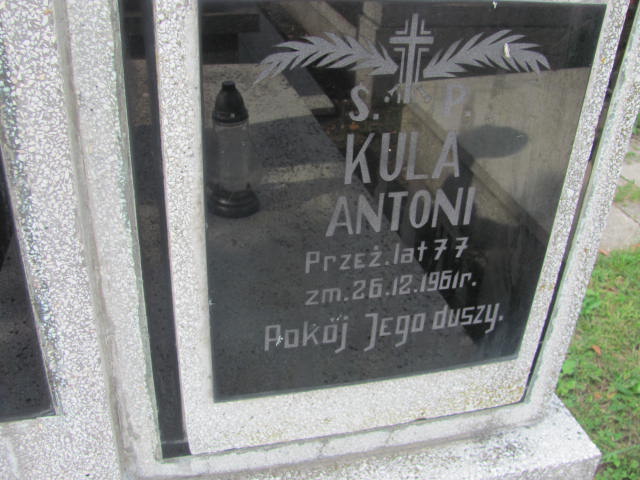 Ś. P
KULA
ANTONI
Przeż. lat 77
zm. 26.12.1961r.
Pokój Jego duszy.